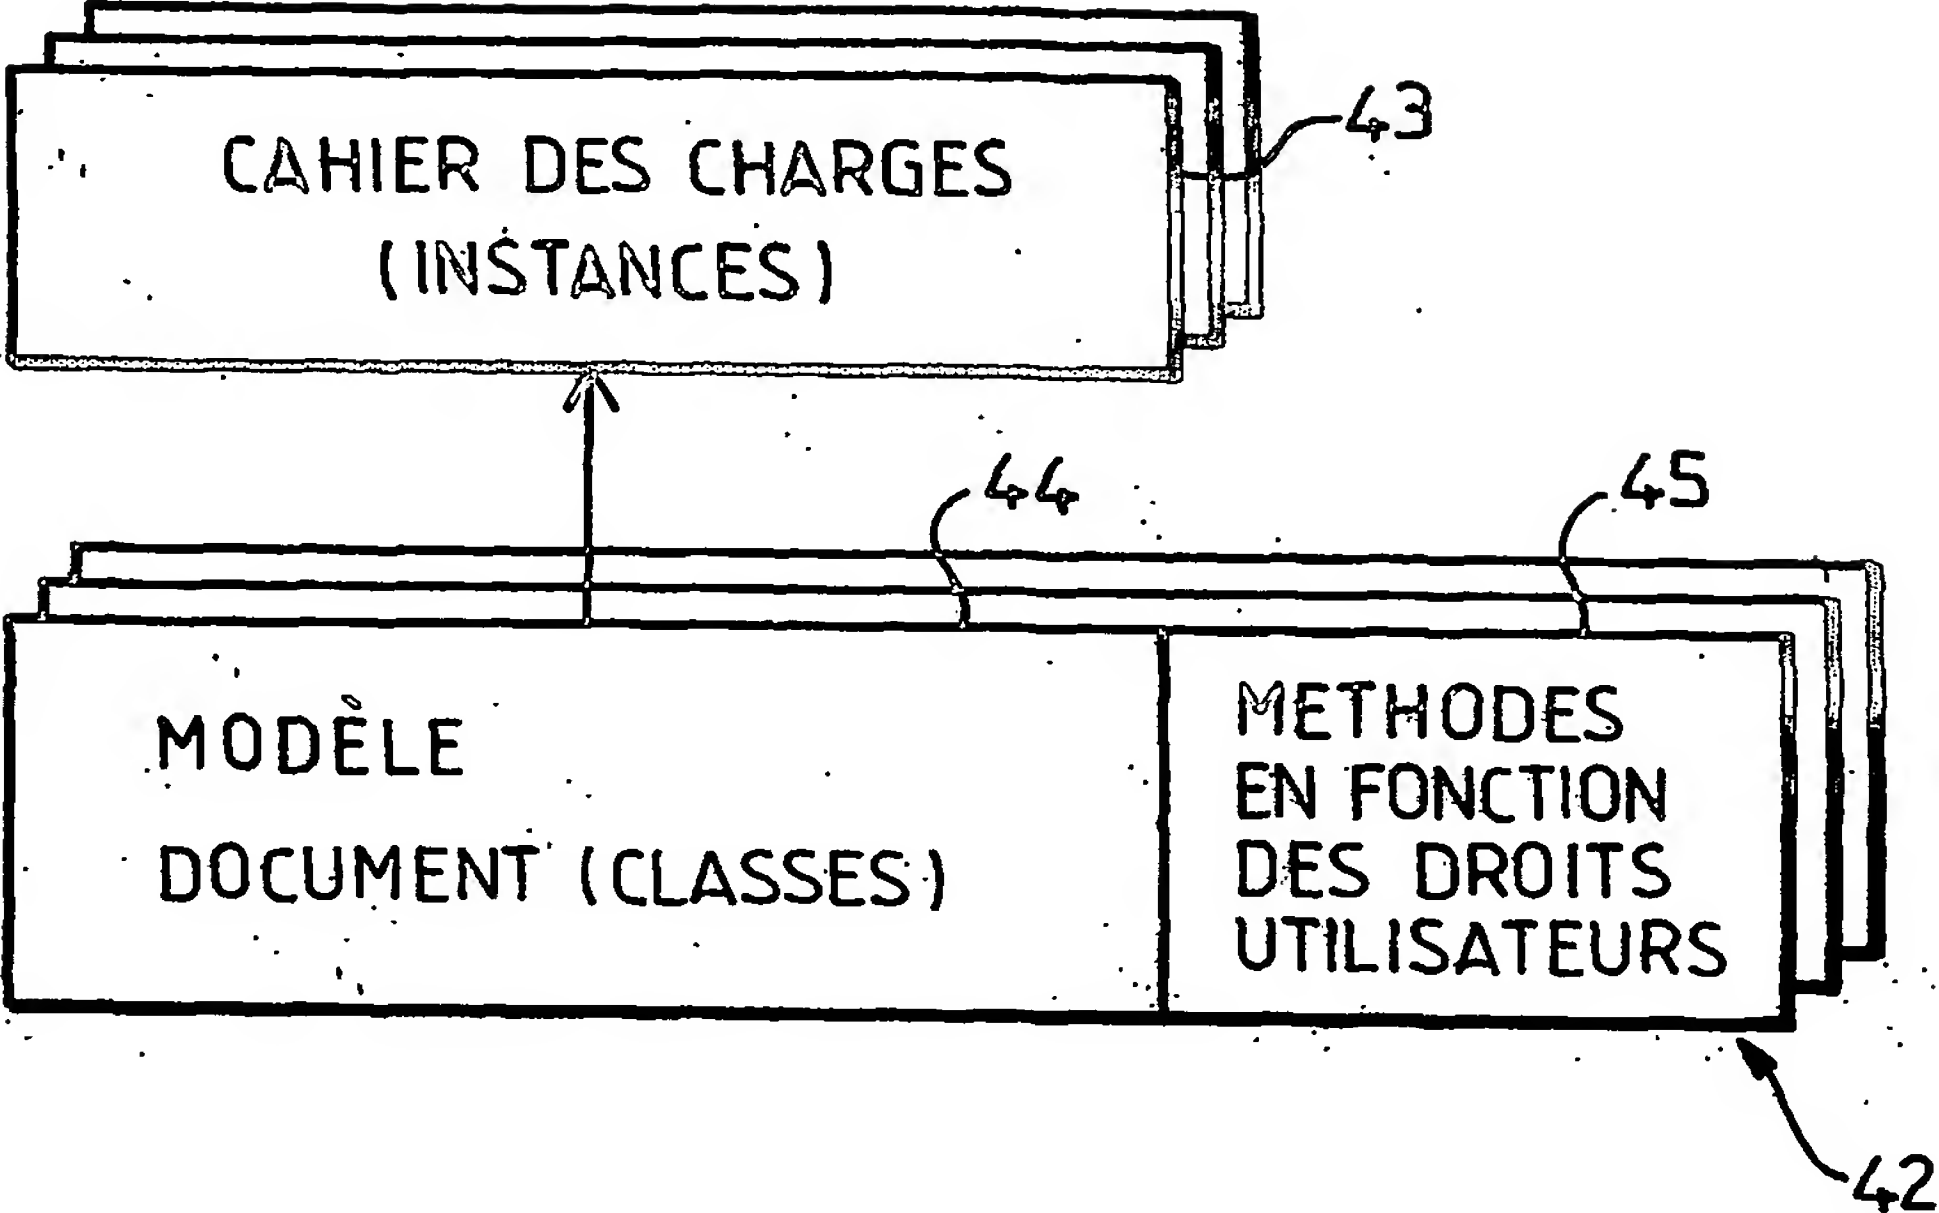 43
CAHIER DES CHARGES
(INSTANCES)
44
45
MODÈLE
DOCUMENT (CLASSES)
METHODES
EN FONCTION
DES DROITS
UTILISATEURS
42